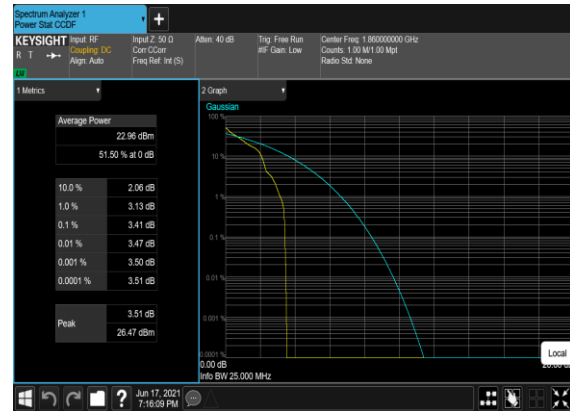 Spectrum Analyzer 1
Power Stat CCDF
+
KEYSIGHT
R T
LXI
Input: RF
Coupling: DC
Align: Auto
Input Z: 50 Ω
Corr CCorr
Freq Ref: Int (S)
Atten: 40 dB
Trig: Free Run
#IF Gain: Low
Center Freq: 1.860000000 GHz
Counts: 1.00 M/1.00 Mpt
Radio Std: None
1 Metrics
Average Power
22.96 dBm
51.50 % at 0 dB
10.0 % 2.06 dB
1.0 % 3.13 dB
0.1 % 3.41 dB
0.01 % 3.47 dB
0.001 % 3.50 dB
0.0001 % 3.51 dB
Peak
3.51 dB
26.47 dBm
2 Graph
Gaussian
100 %
10 %
1 %
0.1 %
0.01 %
0.001 %
0.0001 %
0.00 dB
Info BW 25.000 MHz
Local
?
Jun 17, 2021
7:16:09 PM